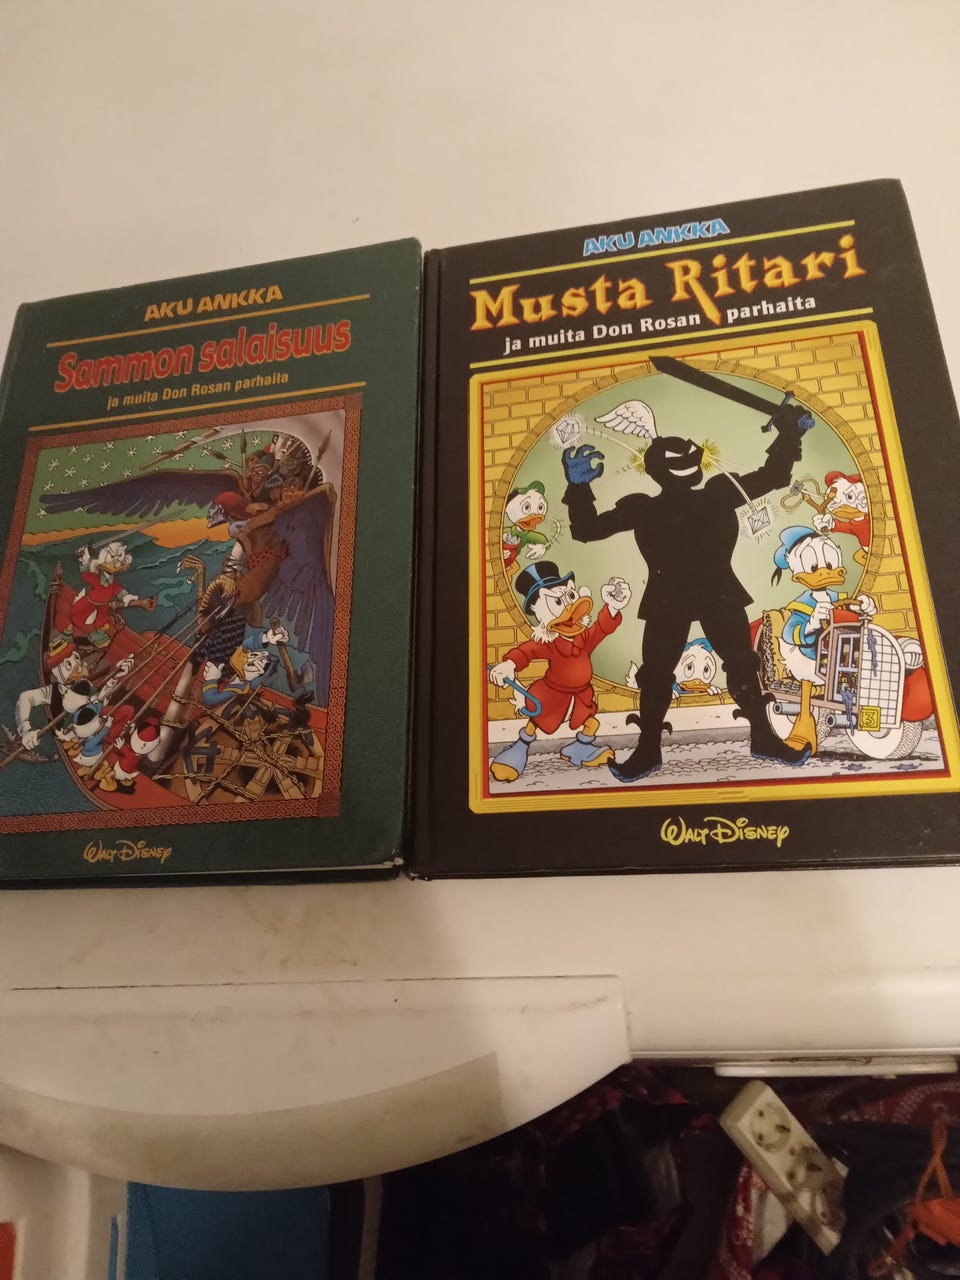 AKU ANKKA
Sammon salaisuus
ja muita Don Rosan parhaita
WALT DISNEY
AKU ANKKA
Musta Ritari
ja muita Don Rosan parhaita
3
WALT DISNEY